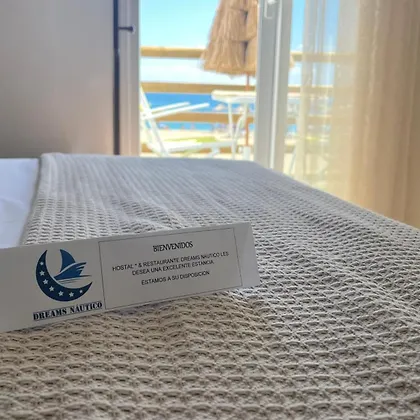 BIENVENIDOS
HOSTAL * & RESTAURANTE DREAMS NAUTICO LES
DESEA UNA EXCELENTE ESTANCIA
ESTAMOS A SU DISPOSICION
DREAMS NAUTICO